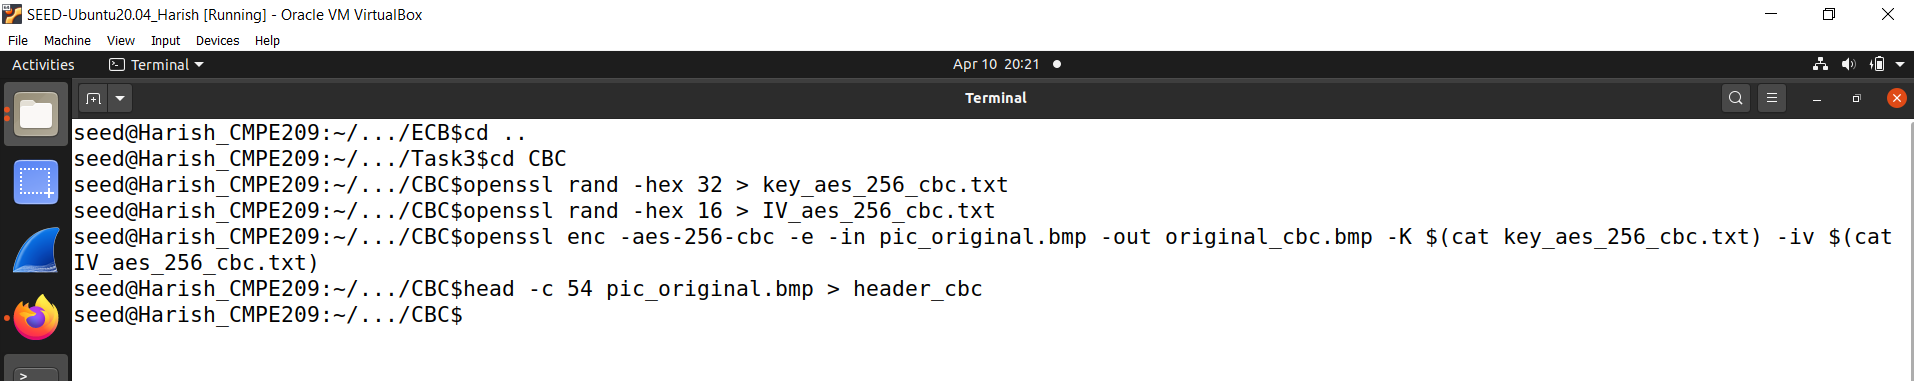 SEED-Ubuntu20.04_Harish [Running] - Oracle VM VirtualBox
File Machine View Input Devices Help
Activities Terminal Apr 10 20:21
Terminal
seed@Harish_CMPE209:~/.../ECB$cd ..
seed@Harish_CMPE209:~/.../Task3$cd CBC
seed@Harish_CMPE209:~/.../CBC$openssl rand -hex 32 > key_aes_256_cbc.txt
seed@Harish_CMPE209:~/.../CBC$openssl rand -hex 16 > IV_aes_256_cbc.txt
seed@Harish_CMPE209:~/.../CBC$openssl enc -aes-256-cbc -e -in pic_original.bmp -out original_cbc.bmp -K $(cat key_aes_256_cbc.txt) -iv $(cat
IV_aes_256_cbc.txt)
seed@Harish_CMPE209:~/.../CBC$head -c 54 pic_original.bmp > header_cbc
seed@Harish_CMPE209:~/.../CBC$